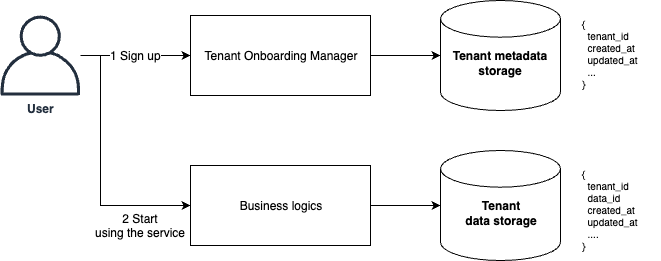 User
1 Sign up
Tenant Onboarding Manager
Tenant metadata
storage
{
tenant_id
created_at
updated_at
...
}
2 Start
using the service
Business logics
Tenant
data storage
{
tenant_id
data_id
created_at
updated_at
....
}